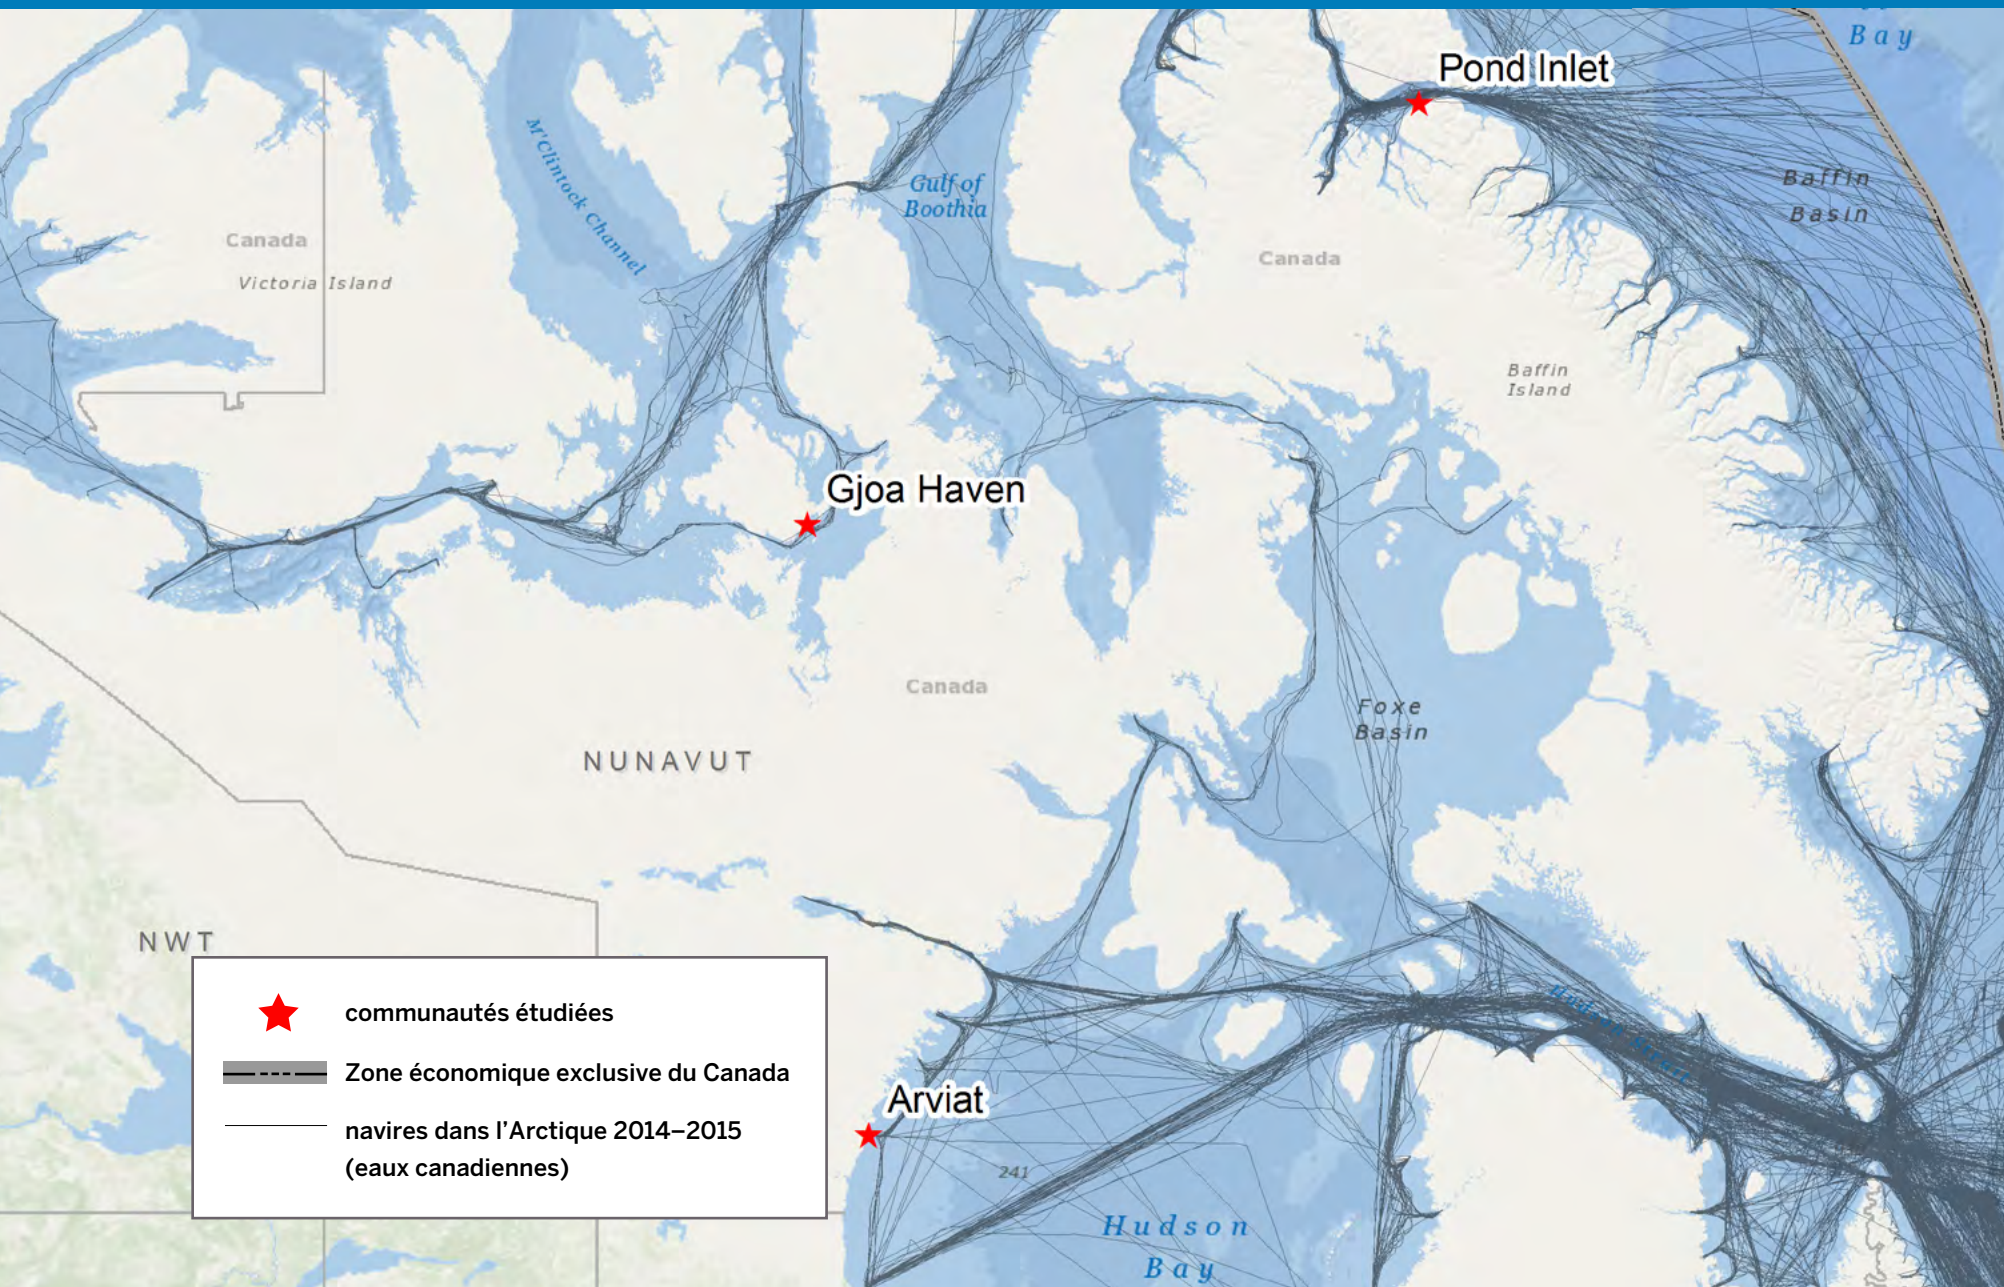 Bay
Pond Inlet
Baffin
Basin
M'Clintock Channel
Gulf of
Boothia
Canada
Victoria Island
Canada
Baffin
Island
Gjoa Haven
Canada
Foxe
Basin
NUNAVUT
NWT
Hudson Strait
communautés étudiées
Zone économique exclusive du Canada
navires dans l'Arctique 2014–2015
(eaux canadiennes)
Arviat
241
Hudson
Bay